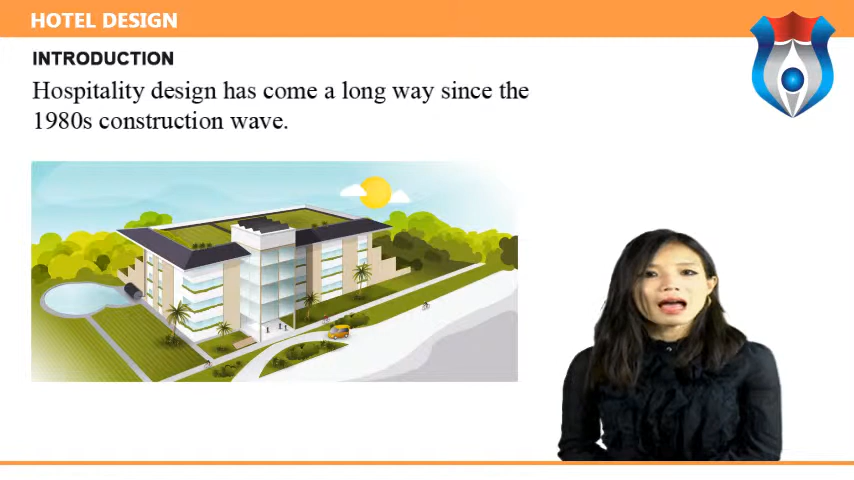 HOTEL DESIGN
INTRODUCTION
Hospitality design has come a long way since the
1980s construction wave.